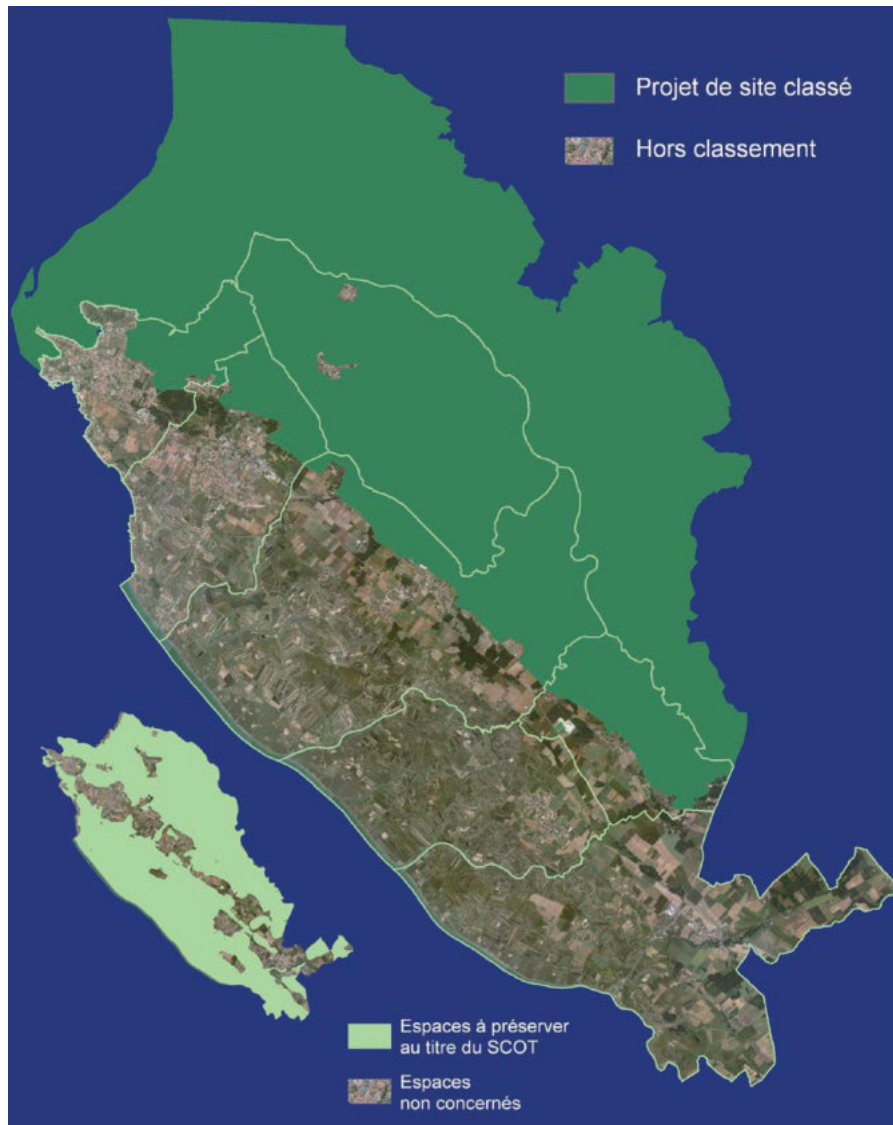 Projet de site classé
Hors classement
Espaces à préserver
au titre du SCOT
Espaces
non concernés